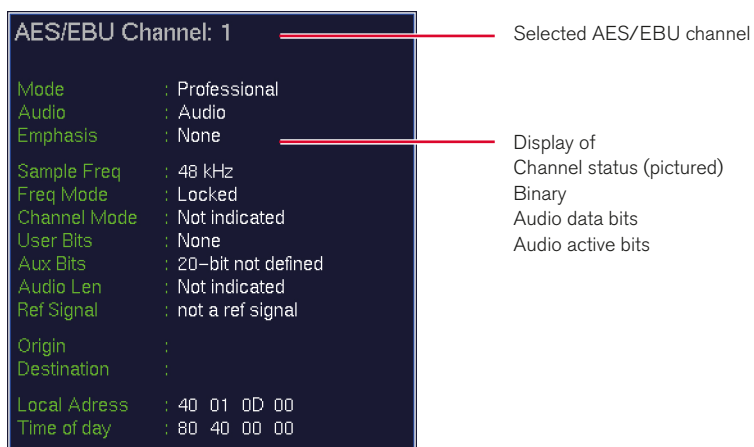 AES/EBU Channel: 1
Selected AES/EBU channel
Mode : Professional
Audio : Audio
Emphasis : None
Sample Freq : 48 kHz
Freq Mode : Locked
Channel Mode : Not indicated
User Bits : None
Aux Bits : 20-bit not defined
Audio Len : Not indicated
Ref Signal : not a ref signal
Origin :
Destination :
Local Adress : 40 01 0D 00
Time of day : 80 40 00 00
Display of
Channel status (pictured)
Binary
Audio data bits
Audio active bits